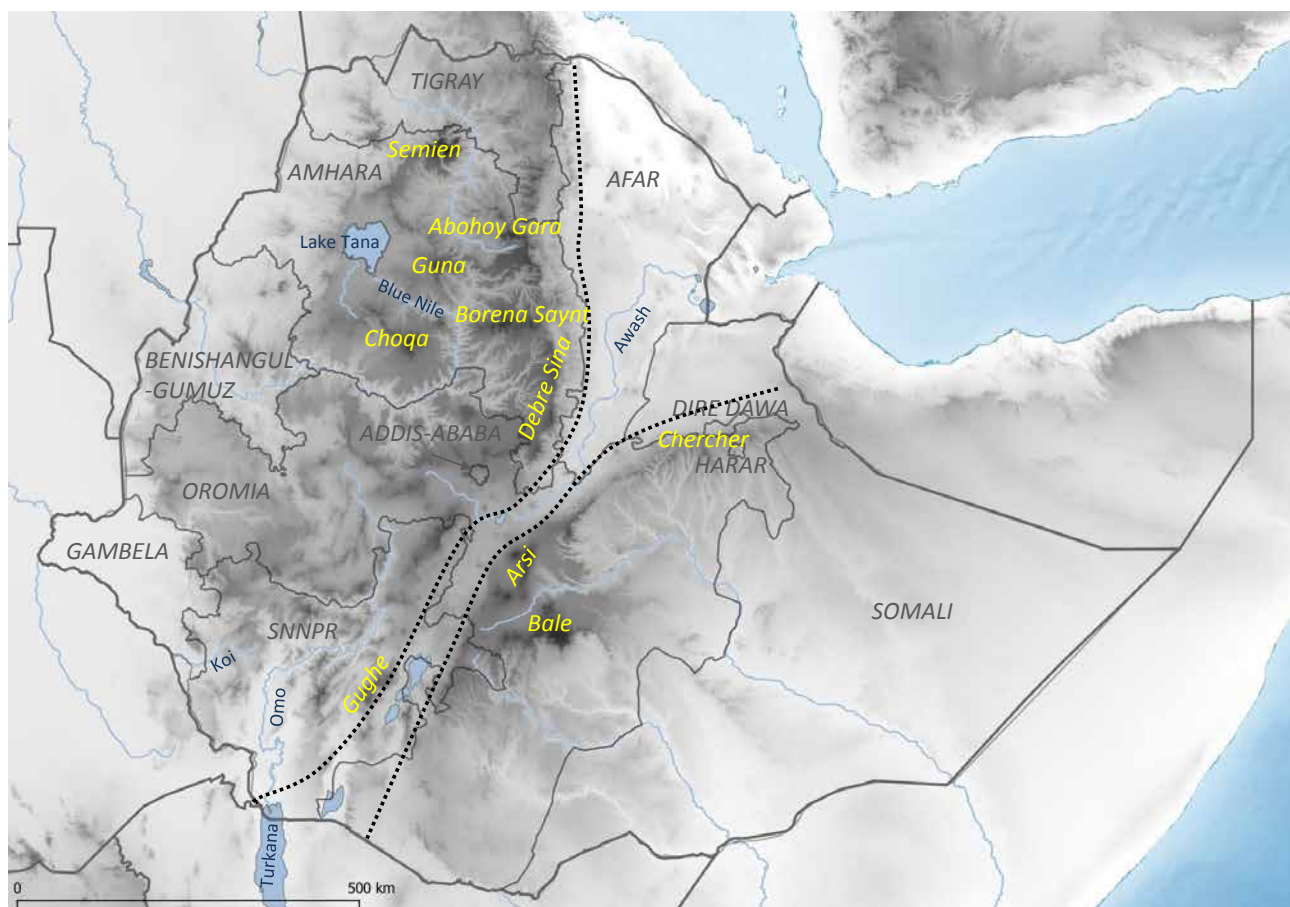 TIGRAY
Semien
AMHARA
AFAR
Abohoy Gara
Lake Tana
Guna
Blue Nile
Borena Saynt
Awash
Choqa
BENISHANGUL
-GUMUZ
Debre Sina
DIRE DAWA
ADDIS-ABABA
Chercher
HARAR
OROMIA
GAMBELA
Arsi
SOMALI
Bale
SNNPR
Koi
Gughe
Omo
Turkana
0
500 km